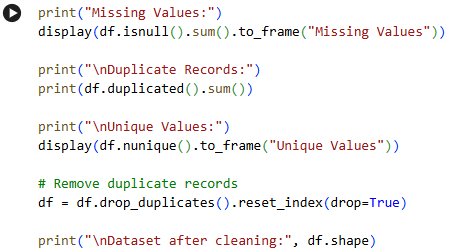 print("Missing Values:")
display(df.isnull().sum().to_frame("Missing Values"))
print("\nDuplicate Records:")
print(df.duplicated().sum())
print("\nUnique Values:")
display(df.nunique().to_frame("Unique Values"))
# Remove duplicate records
df = df.drop_duplicates().reset_index(drop=True)
print("\nDataset after cleaning:", df.shape)